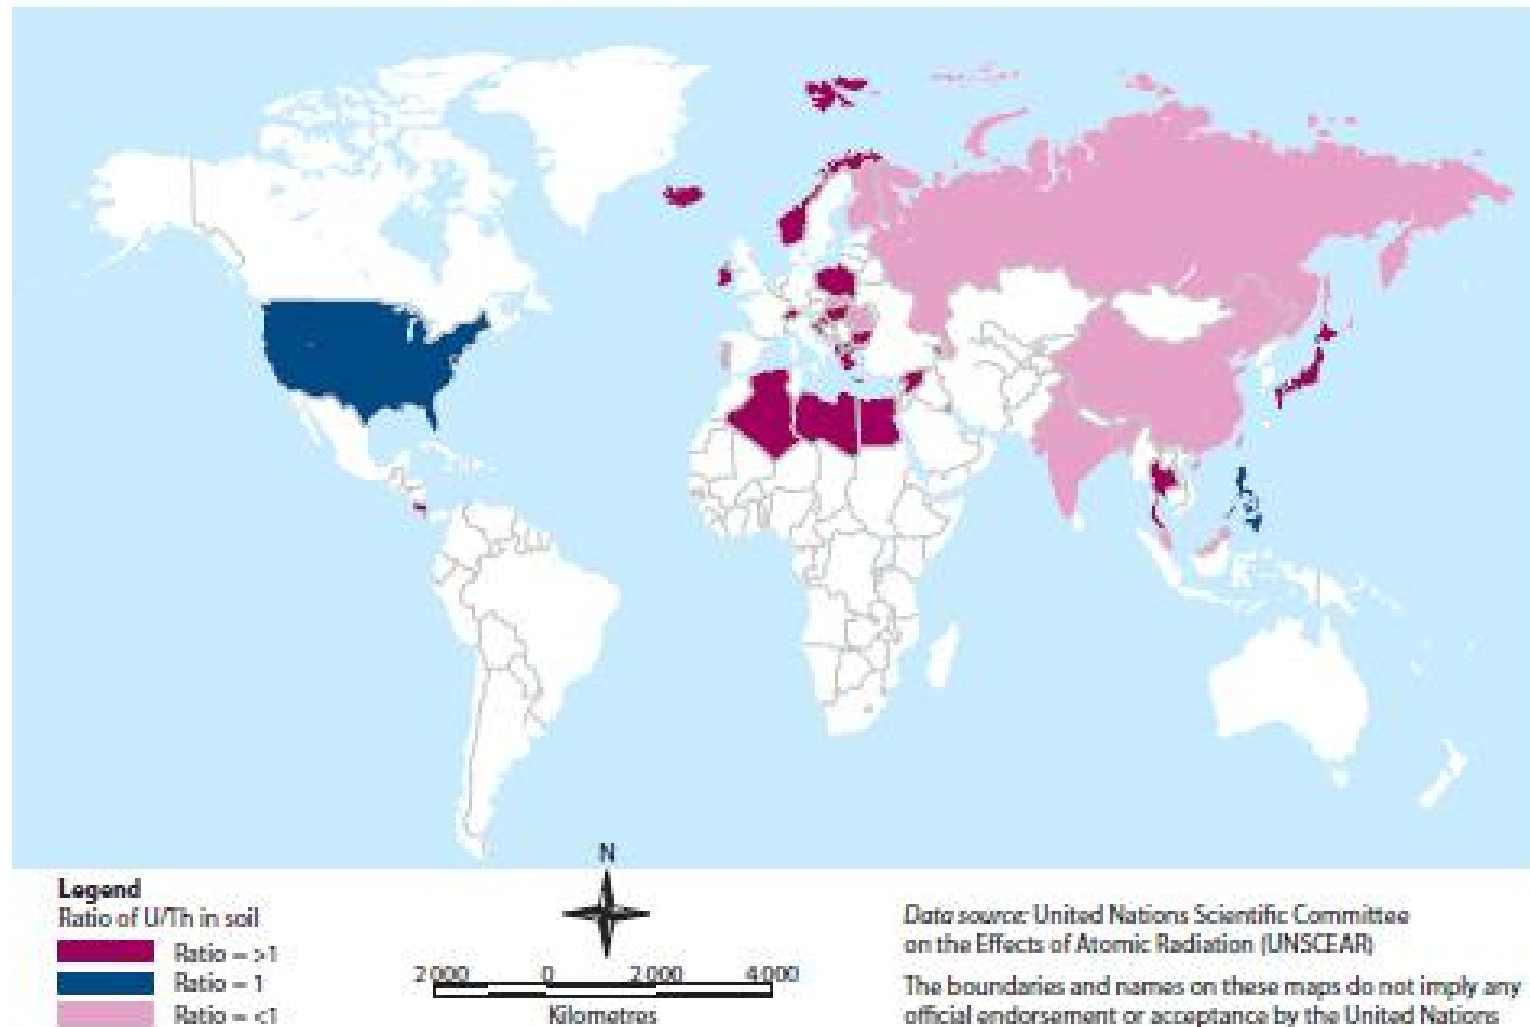 N
Legend
Ratio of U/Th in soil
Ratio = >1
Ratio = 1
Ratio = <1
2 000 0 2 000 4 000
Kilometres
Data source: United Nations Scientific Committee
on the Effects of Atomic Radiation (UNSCEAR)
The boundaries and names on these maps do not imply any
official endorsement or acceptance by the United Nations